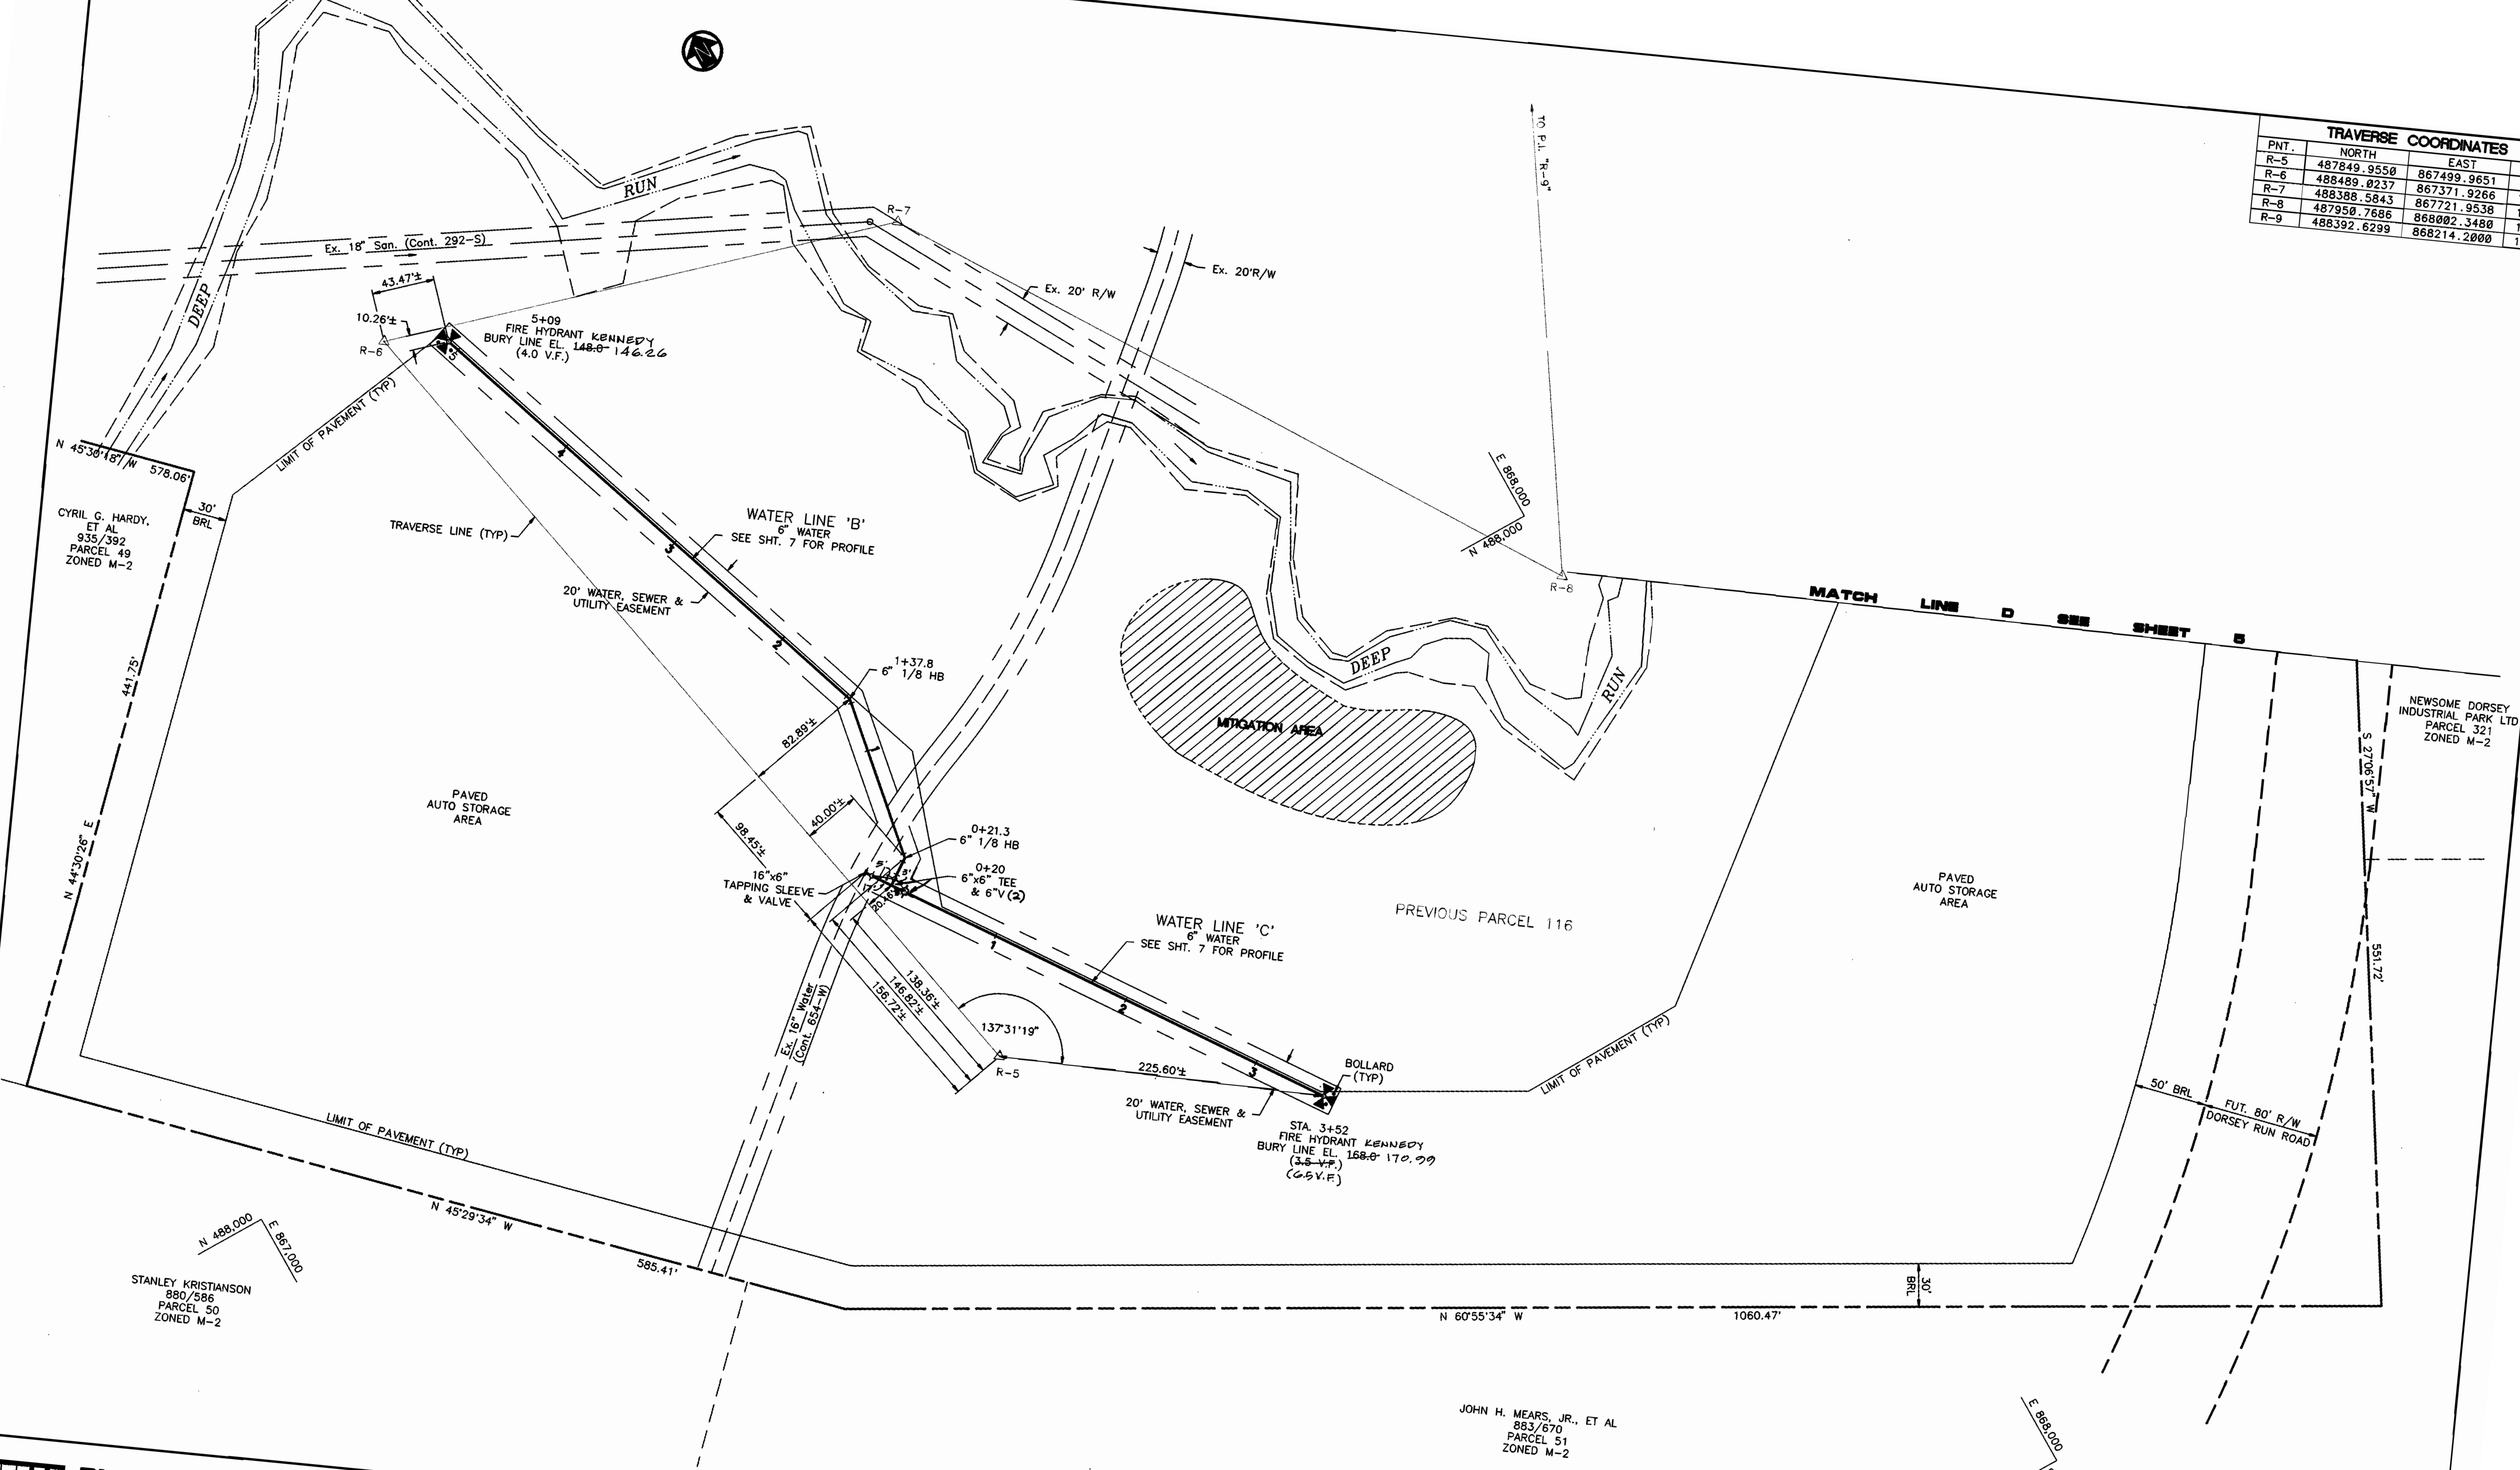 N
TO P.I. "R-9"
TRAVERSE COORDINATES
PNT. NORTH EAST
R-5 487849.9550 867499.9651
R-6 488489.0237 867371.9266
R-7 488388.5843 867721.9538
R-8 487950.7686 868002.3480
R-9 488392.6299 868214.2000
RUN
R-7
Ex. 18" San. (Cont. 292-S)
Ex. 20'R/W
Ex. 20' R/W
43.47'±
DEEP
10.26'±
R-6
5+09
FIRE HYDRANT KENNEDY
BURY LINE EL. 148.0 146.26
(4.0 V.F.)
5
LIMIT OF PAVEMENT (TYP)
N 45°30'18" W 578.06'
4
30'
BRL
CYRIL G. HARDY,
ET AL
935/392
PARCEL 49
ZONED M-2
TRAVERSE LINE (TYP)
WATER LINE 'B'
6" WATER
SEE SHT. 7 FOR PROFILE
3
E 868,000
N 488,000
20' WATER, SEWER &
UTILITY EASEMENT
R-8
MATCH LINE D SEE SHEET 5
2
1+37.8
6" 1/8 HB
DEEP
RUN
441.75'
82.89'±
1
MITIGATION AREA
NEWSOME DORSEY
INDUSTRIAL PARK LTD
PARCEL 321
ZONED M-2
S 27°06'57" W
PAVED
AUTO STORAGE
AREA
40.00'±
98.45'±
0+21.3
6" 1/8 HB
N 44°30'26" E
16"x6"
TAPPING SLEEVE
& VALVE
5'
5'
0+20
6"x6" TEE
& 6"V(2)
PAVED
AUTO STORAGE
AREA
WATER LINE 'C'
6" WATER
SEE SHT. 7 FOR PROFILE
PREVIOUS PARCEL 116
1
551.72'
138.36'±
146.82'±
156.72'±
2
Ex. 16" Water
(Cont. 654-W)
137°31'19"
R-5
225.60'±
3
BOLLARD
(TYP)
LIMIT OF PAVEMENT (TYP)
50' BRL
FUT. 80' R/W
DORSEY RUN ROAD
20' WATER, SEWER &
UTILITY EASEMENT
STA. 3+52
FIRE HYDRANT KENNEDY
BURY LINE EL. 168.0 170.99
(3.5 V.F.)
(6.5 V.F.)
LIMIT OF PAVEMENT (TYP)
N 45°29'34" W
585.41'
N 488,000
E 867,000
30'
BRL
STANLEY KRISTIANSON
880/586
PARCEL 50
ZONED M-2
N 60°55'34" W 1060.47'
JOHN H. MEARS, JR., ET AL
883/670
PARCEL 51
ZONED M-2
E 868,000